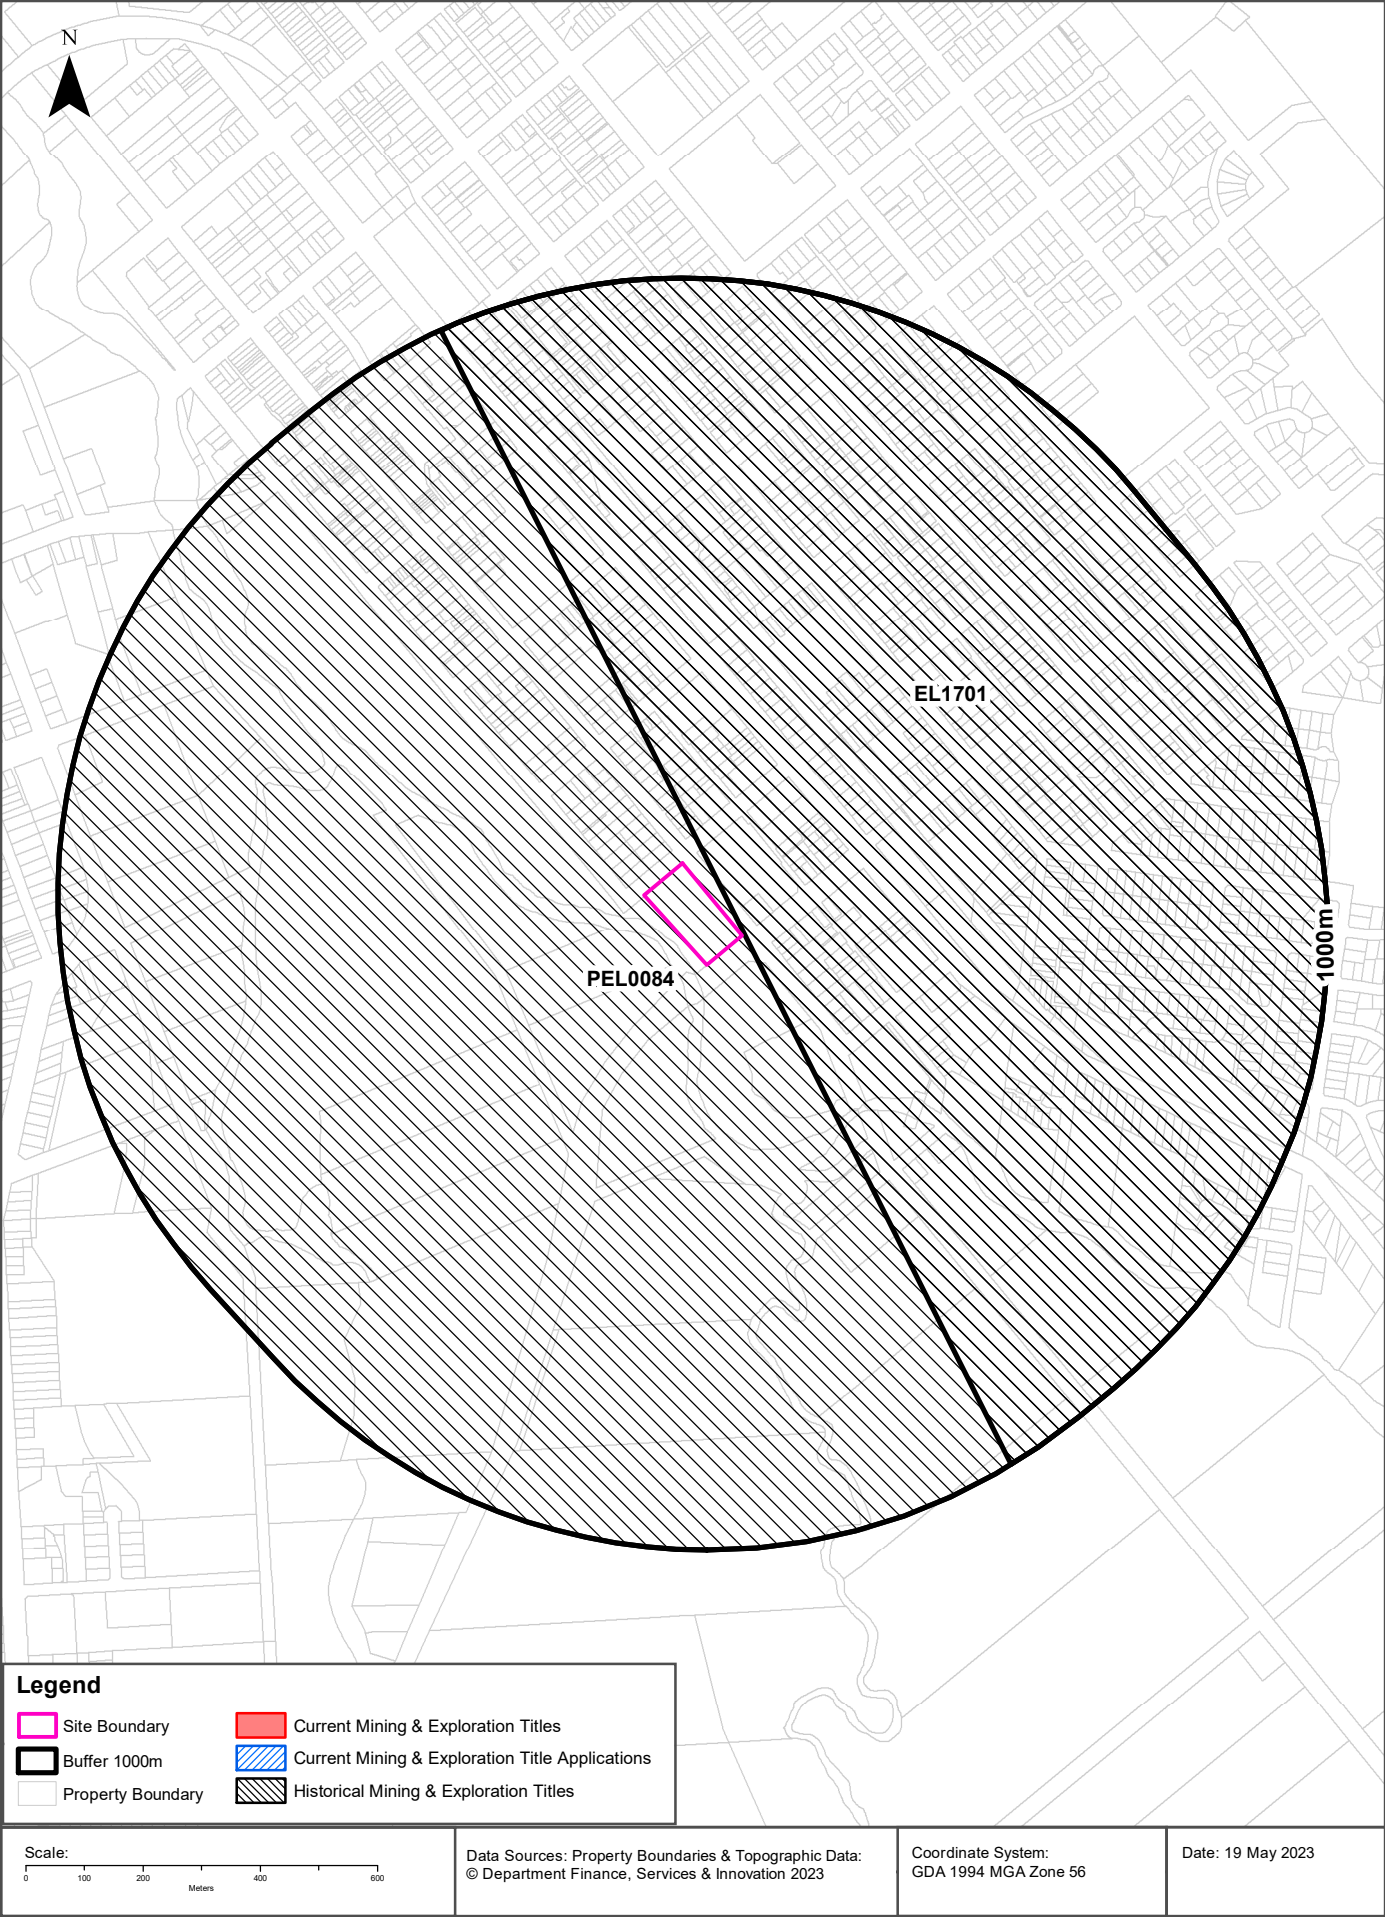 N
EL1701
1000m
PEL0084
Legend
Site Boundary
Buffer 1000m
Property Boundary
Current Mining & Exploration Titles
Current Mining & Exploration Title Applications
Historical Mining & Exploration Titles
Scale:
0 100 200 400 600
Meters
Data Sources: Property Boundaries & Topographic Data:
© Department Finance, Services & Innovation 2023
Coordinate System:
GDA 1994 MGA Zone 56
Date: 19 May 2023